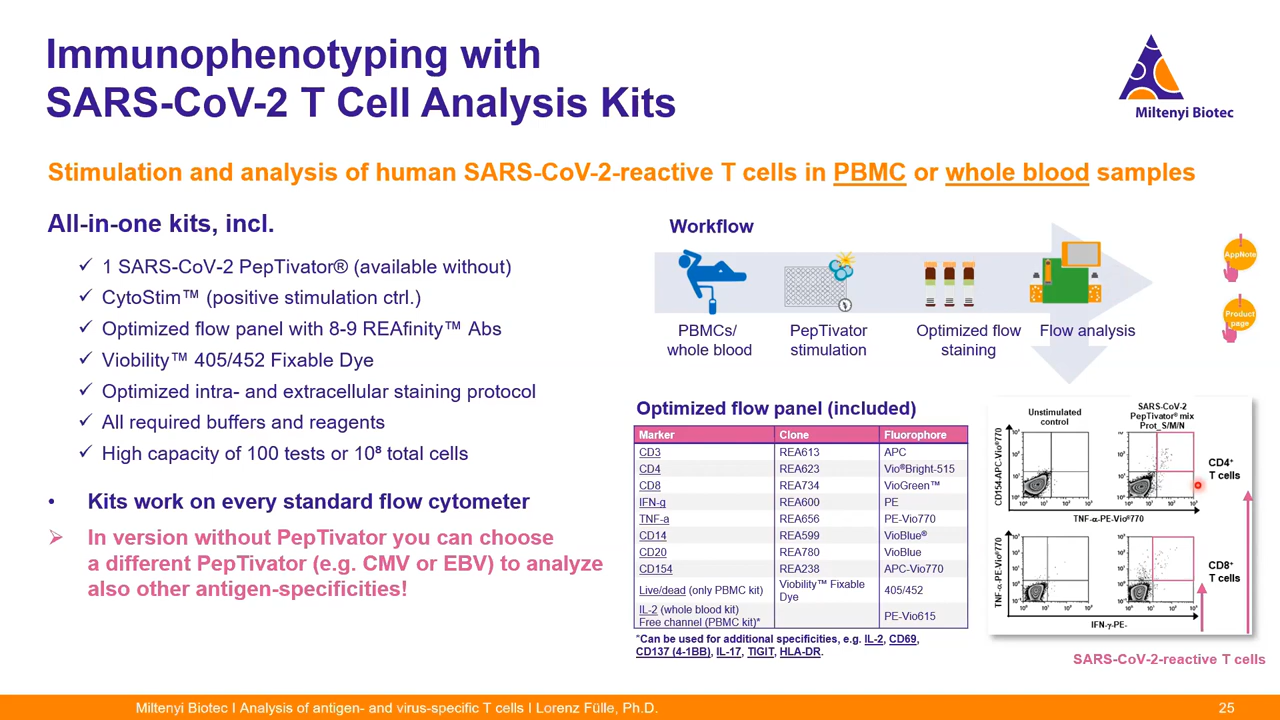 Immunophenotyping with
SARS-CoV-2 T Cell Analysis Kits
Miltenyi Biotec
Stimulation and analysis of human SARS-CoV-2-reactive T cells in PBMC or whole blood samples
All-in-one kits, incl.
✓ 1 SARS-CoV-2 PepTivator® (available without)
✓ CytoStim™ (positive stimulation ctrl.)
✓ Optimized flow panel with 8-9 REAfinity™ Abs
✓ Viobility™ 405/452 Fixable Dye
✓ Optimized intra- and extracellular staining protocol
✓ All required buffers and reagents
✓ High capacity of 100 tests or 10⁸ total cells
• Kits work on every standard flow cytometer
➢ In version without PepTivator you can choose
a different PepTivator (e.g. CMV or EBV) to analyze
also other antigen-specificities!
Workflow
PBMCs/
whole blood
PepTivator
stimulation
Optimized flow
staining
Flow analysis
AppNote
Product
page
Optimized flow panel (included)
Marker Clone Fluorophore
CD3 REA613 APC
CD4 REA623 Vio®Bright-515
CD8 REA734 VioGreen™
IFN-g REA600 PE
TNF-a REA656 PE-Vio770
CD14 REA599 VioBlue®
CD20 REA780 VioBlue
CD154 REA238 APC-Vio770
Live/dead (only PBMC kit) Viobility™ Fixable
Dye 405/452
IL-2 (whole blood kit)
Free channel (PBMC kit)* PE-Vio615
*Can be used for additional specificities, e.g. IL-2, CD69,
CD137 (4-1BB), IL-17, TIGIT, HLA-DR.
Unstimulated
control
SARS-CoV-2
PepTivator® mix
Prot_S/M/N
CD154-APC-Vio®770
CD4⁺
T cells
TNF-α-PE-Vio®770
TNF-α-PE-Vio®770
CD8⁺
T cells
IFN-γ-PE-
SARS-CoV-2-reactive T cells
Miltenyi Biotec I Analysis of antigen- and virus-specific T cells I Lorenz Fülle, Ph.D.
25